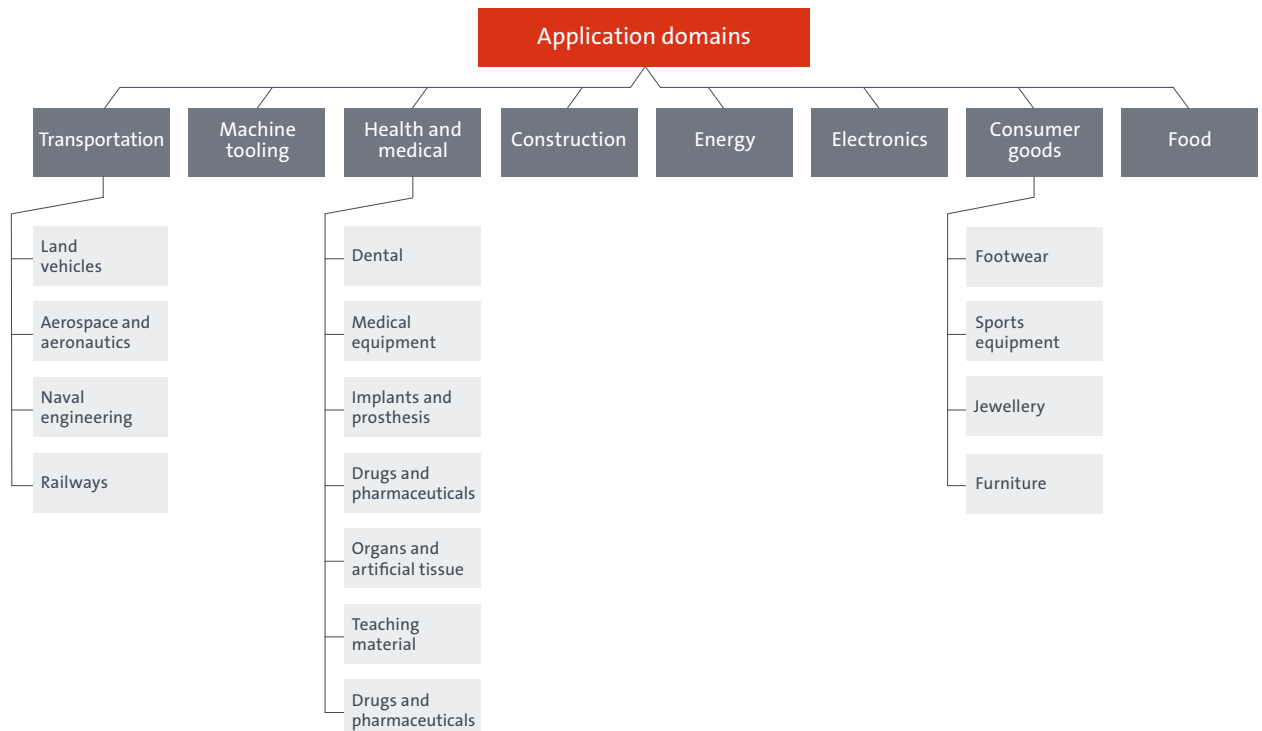 Application domains
Transportation
Machine
tooling
Health and
medical
Construction
Energy
Electronics
Consumer
goods
Food
Land
vehicles
Aerospace and
aeronautics
Naval
engineering
Railways
Dental
Medical
equipment
Implants and
prosthesis
Drugs and
pharmaceuticals
Organs and
artificial tissue
Teaching
material
Drugs and
pharmaceuticals
Footwear
Sports
equipment
Jewellery
Furniture